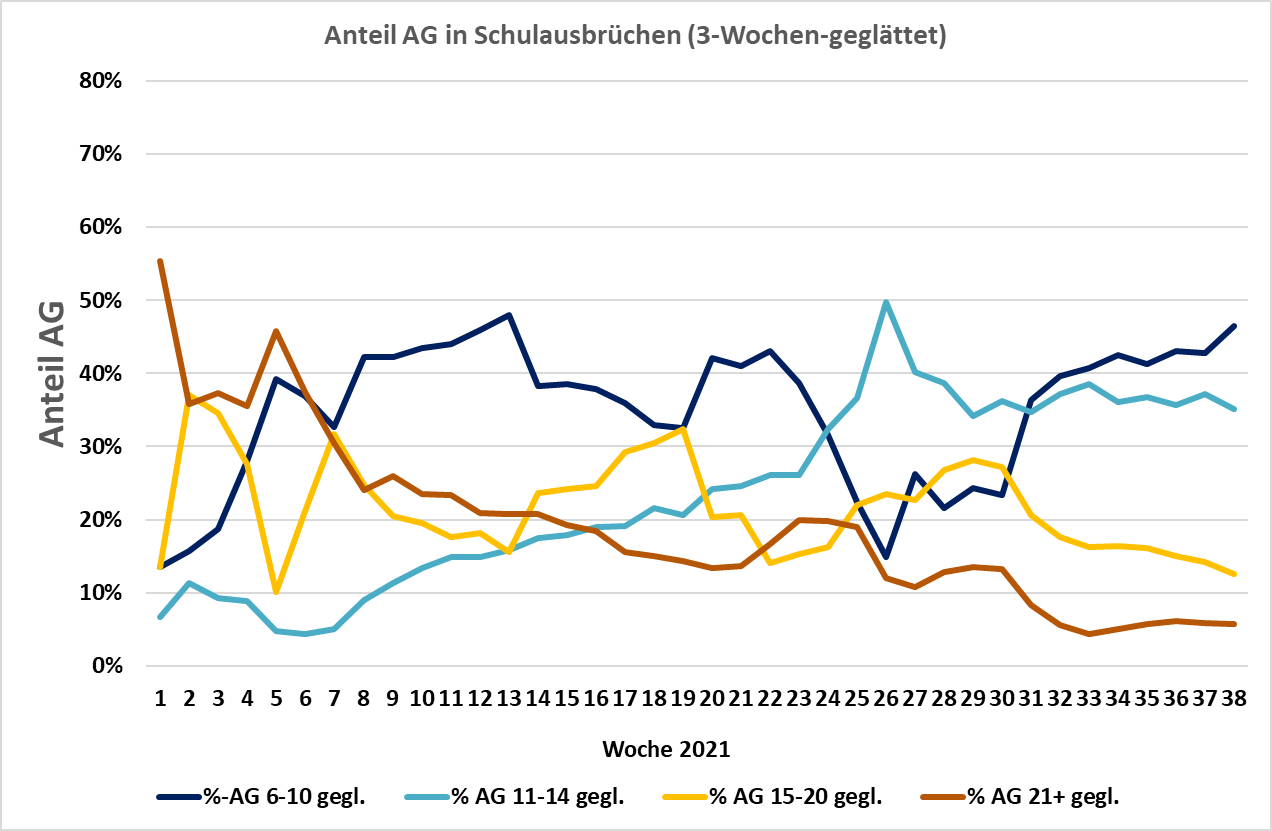 Anteil AG in Schulausbrüchen (3-Wochen-geglättet)
80%
70%
60%
50%
40%
30%
20%
10%
0%
Anteil AG
1 2 3 4 5 6 7 8 9 10 11 12 13 14 15 16 17 18 19 20 21 22 23 24 25 26 27 28 29 30 31 32 33 34 35 36 37 38
Woche 2021
%-AG 6-10 gegl. % AG 11-14 gegl. % AG 15-20 gegl. % AG 21+ gegl.